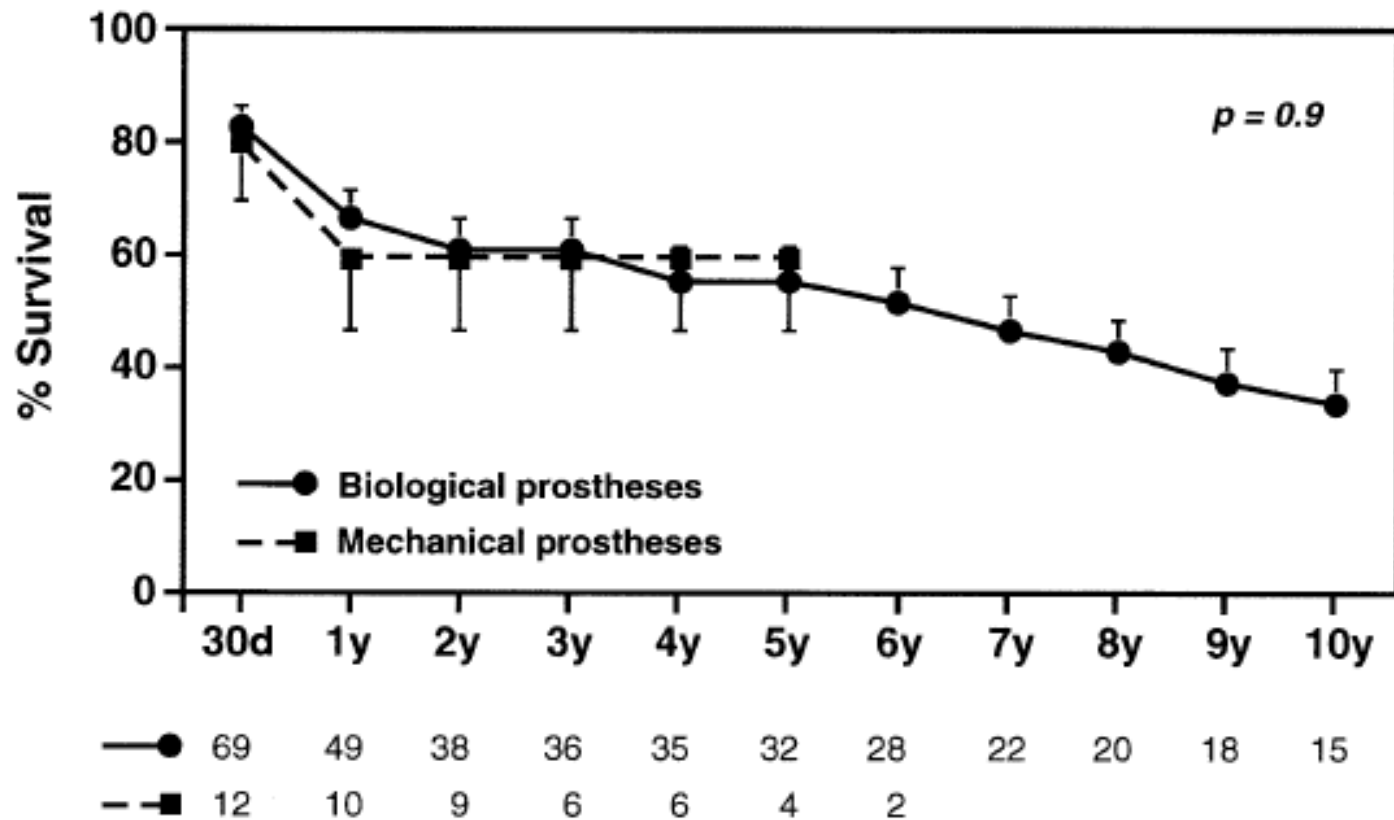 100
p = 0.9
80
60
40
20
0
% Survival
Biological prostheses
Mechanical prostheses
30d 1y 2y 3y 4y 5y 6y 7y 8y 9y 10y
69 49 38 36 35 32 28 22 20 18 15
12 10 9 6 6 4 2